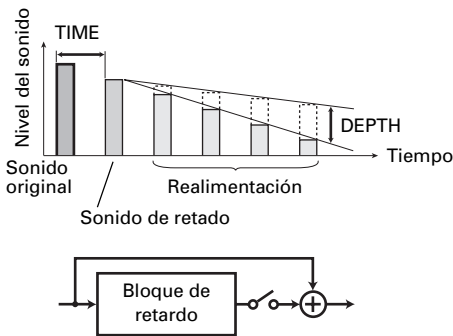 TIME
Nivel del sonido
DEPTH
Tiempo
Sonido
original
Realimentación
Sonido de retado
Bloque de
retardo